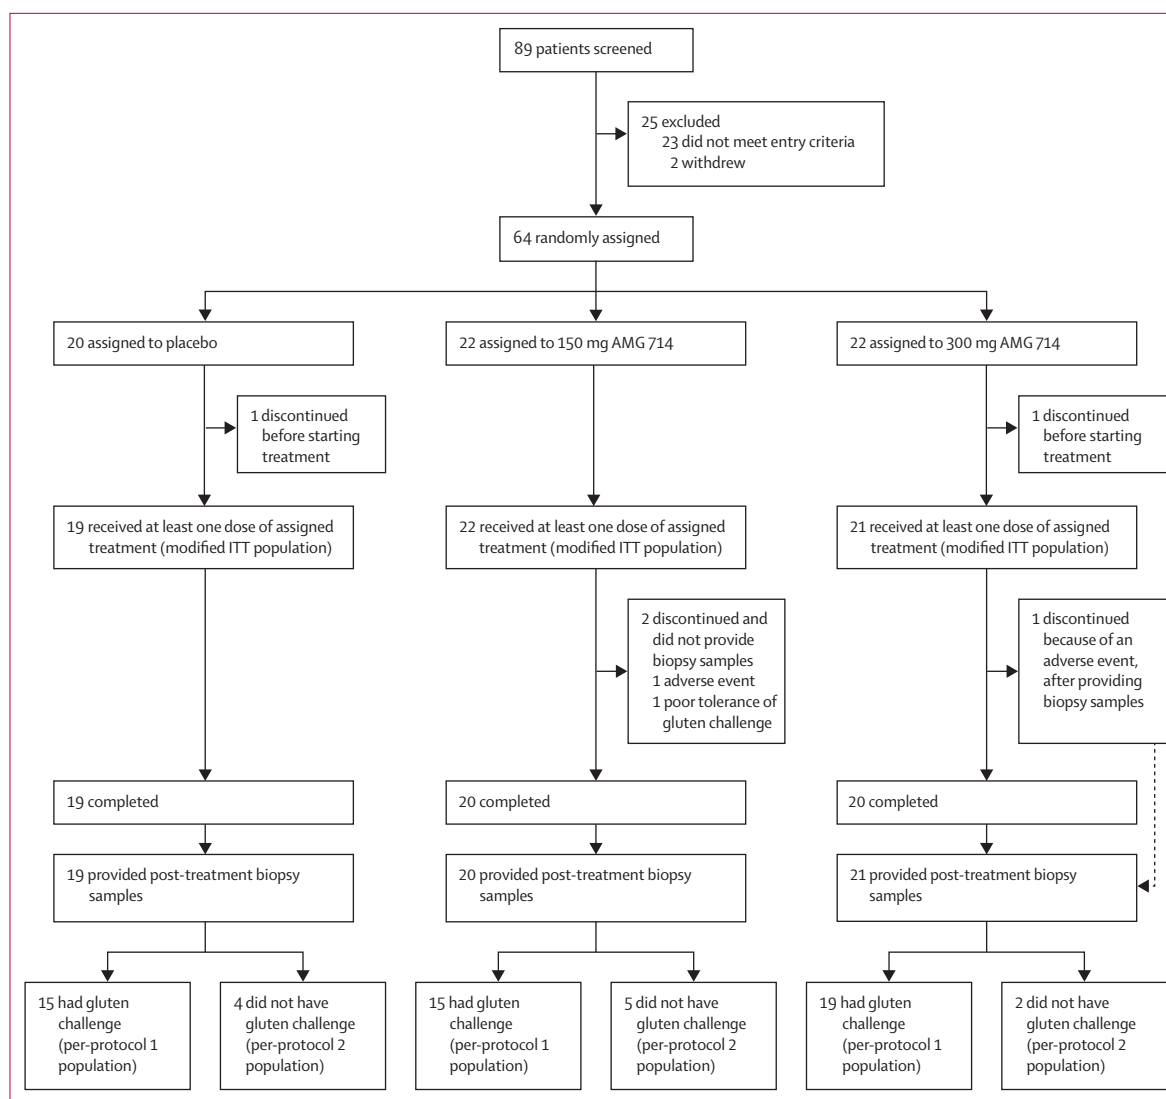 89 patients screened
25 excluded
23 did not meet entry criteria
2 withdrew
64 randomly assigned
20 assigned to placebo
22 assigned to 150 mg AMG 714
22 assigned to 300 mg AMG 714
1 discontinued
before starting
treatment
1 discontinued
before starting
treatment
19 received at least one dose of assigned
treatment (modified ITT population)
22 received at least one dose of assigned
treatment (modified ITT population)
21 received at least one dose of assigned
treatment (modified ITT population)
2 discontinued and
did not provide
biopsy samples
1 adverse event
1 poor tolerance of
gluten challenge
1 discontinued
because of an
adverse event,
after providing
biopsy samples
19 completed
20 completed
20 completed
19 provided post-treatment biopsy
samples
20 provided post-treatment biopsy
samples
21 provided post-treatment biopsy
samples
15 had gluten
challenge
(per-protocol 1
population)
4 did not have
gluten challenge
(per-protocol 2
population)
15 had gluten
challenge
(per-protocol 1
population)
5 did not have
gluten challenge
(per-protocol 2
population)
19 had gluten
challenge
(per-protocol 1
population)
2 did not have
gluten challenge
(per-protocol 2
population)